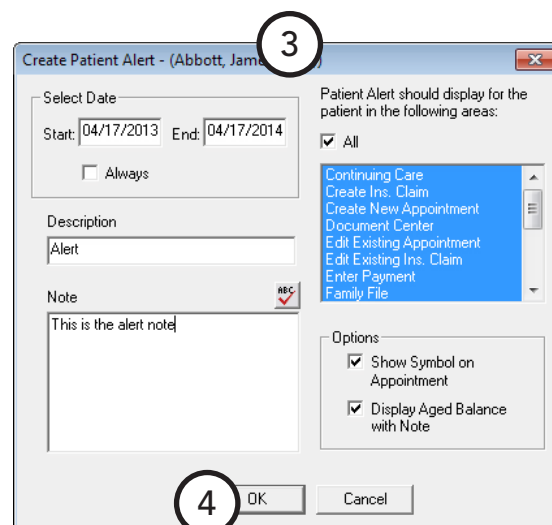 3
Create Patient Alert - (Abbott, Jame )
Select Date
Start: 04/17/2013 End: 04/17/2014
Always
Description
Alert
Note
ABC
This is the alert note
Patient Alert should display for the
patient in the following areas:
All
Continuing Care
Create Ins. Claim
Create New Appointment
Document Center
Edit Existing Appointment
Edit Existing Ins. Claim
Enter Payment
Family File
Options
Show Symbol on
Appointment
Display Aged Balance
with Note
4
OK
Cancel